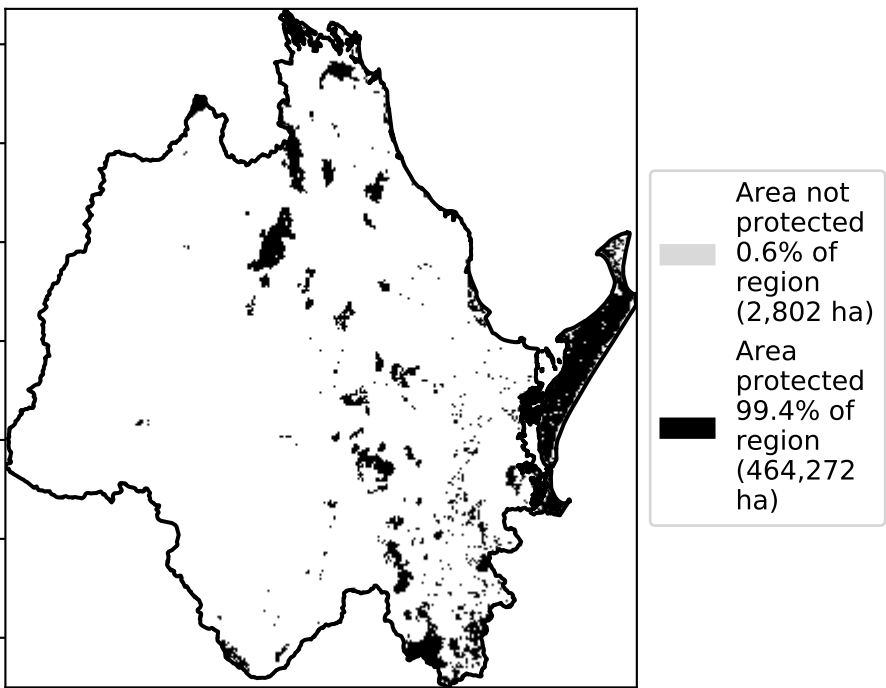 Area not
protected
0.6% of
region
(2,802 ha)
Area
protected
99.4% of
region
(464,272
ha)